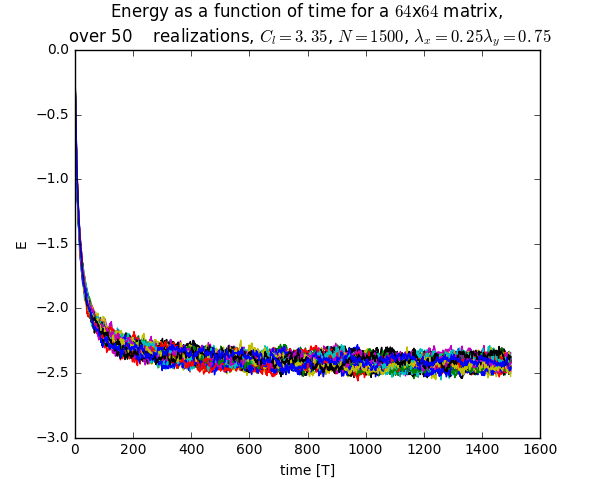 Energy as a function of time for a 64x64 matrix,
over 50    realizations, C_l = 3.35, N = 1500, λ_x = 0.25λ_y = 0.75
0.0
−0.5
−1.0
−1.5
−2.0
−2.5
−3.0
E
0 200 400 600 800 1000 1200 1400 1600
time [T]